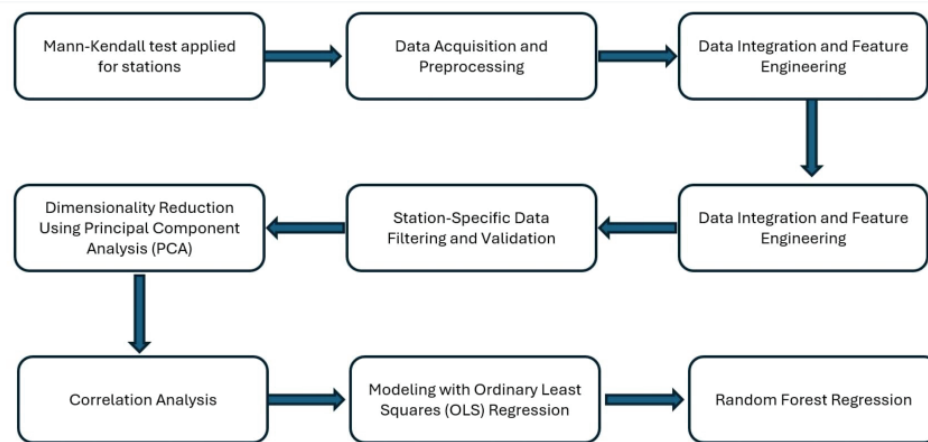 Mann-Kendall test applied
for stations
Data Acquisition and
Preprocessing
Data Integration and Feature
Engineering
Data Integration and Feature
Engineering
Station-Specific Data
Filtering and Validation
Dimensionality Reduction
Using Principal Component
Analysis (PCA)
Correlation Analysis
Modeling with Ordinary Least
Squares (OLS) Regression
Random Forest Regression